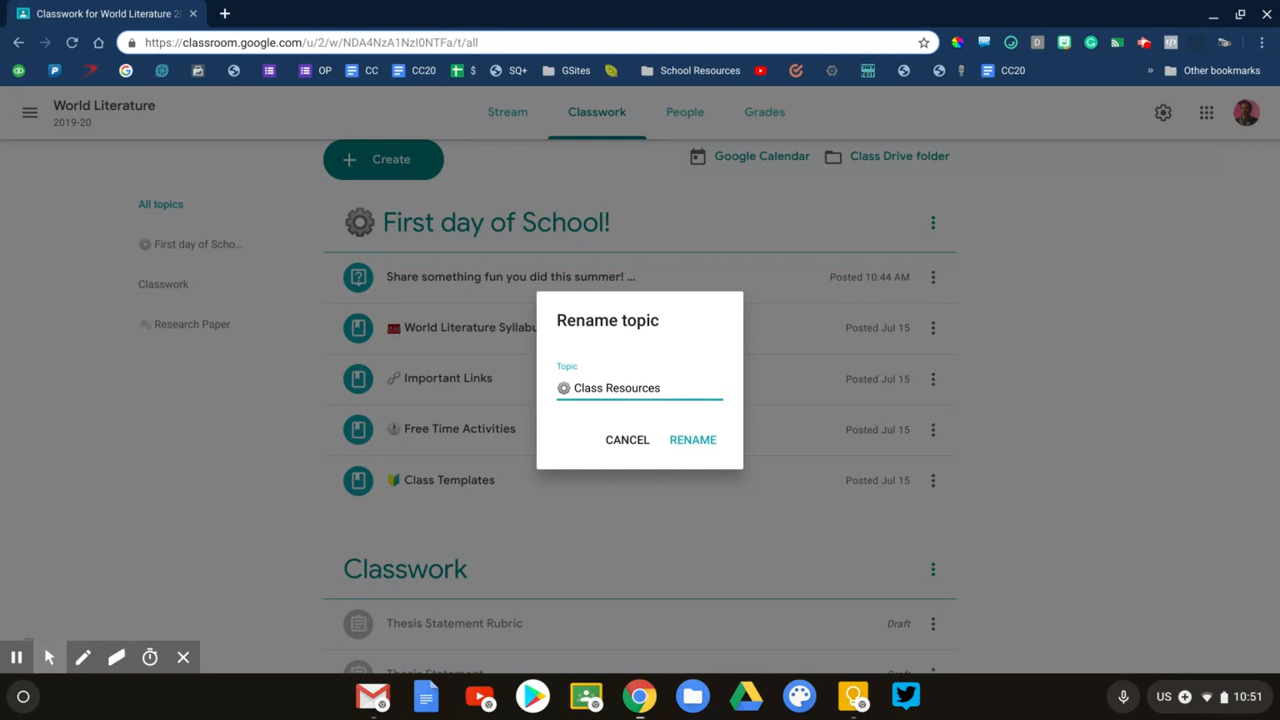 Classwork for World Literature 2
https://classroom.google.com/u/2/w/NDA4NzA1NzI0NTFa/t/all
OP
CC
CC20
$
SQ+
GSites
School Resources
CC20
»
Other bookmarks
World Literature
2019-20
Stream
Classwork
People
Grades
+ Create
Google Calendar
Class Drive folder
All topics
First day of Scho...
Classwork
Research Paper
First day of School!
Share something fun you did this summer! ...
Posted 10:44 AM
World Literature Syllabu
Posted Jul 15
Important Links
Posted Jul 15
Free Time Activities
Posted Jul 15
Class Templates
Posted Jul 15
Rename topic
Topic
Class Resources
CANCEL
RENAME
Classwork
Thesis Statement Rubric
Draft
Thesis Statement
Draft
US
10:51